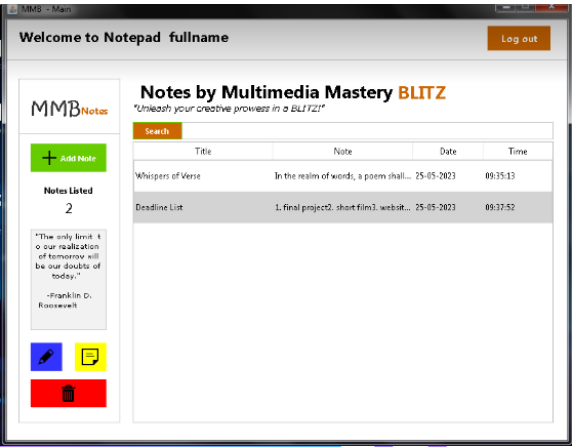 MMB - Main
Welcome to Notepad fullname
Log out
MMBNotes
Notes by Multimedia Mastery BLITZ
"Unleash your creative prowess in a BLITZ!"
Search
Add Note
Title Note Date Time
Whispers of Verse In the realm of words, a poem shall... 25-05-2023 09:35:13
Deadline List 1. final project2. short film3. websit... 25-05-2023 09:37:52
Notes Listed
2
"The only limit t
o our realization
of tomorrow will
be our doubts of
today."
-Franklin D.
Roosevelt